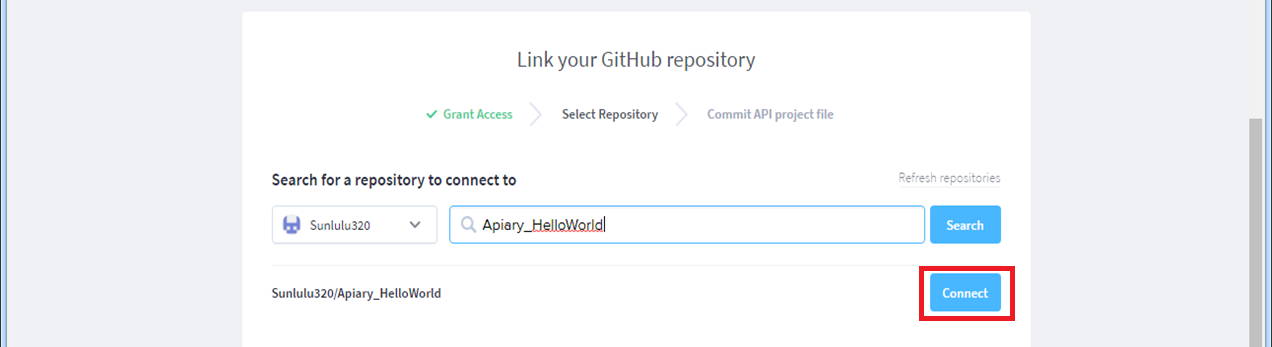 Link your GitHub repository
Grant Access Select Repository Commit API project file
Search for a repository to connect to Refresh repositories
Sunlulu320 Apiary_HelloWorld Search
Sunlulu320/Apiary_HelloWorld Connect